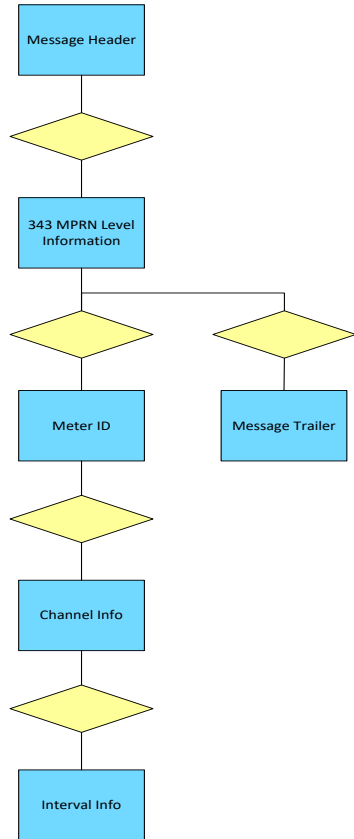 Message Header
343 MPRN Level
Information
Meter ID
Message Trailer
Channel Info
Interval Info